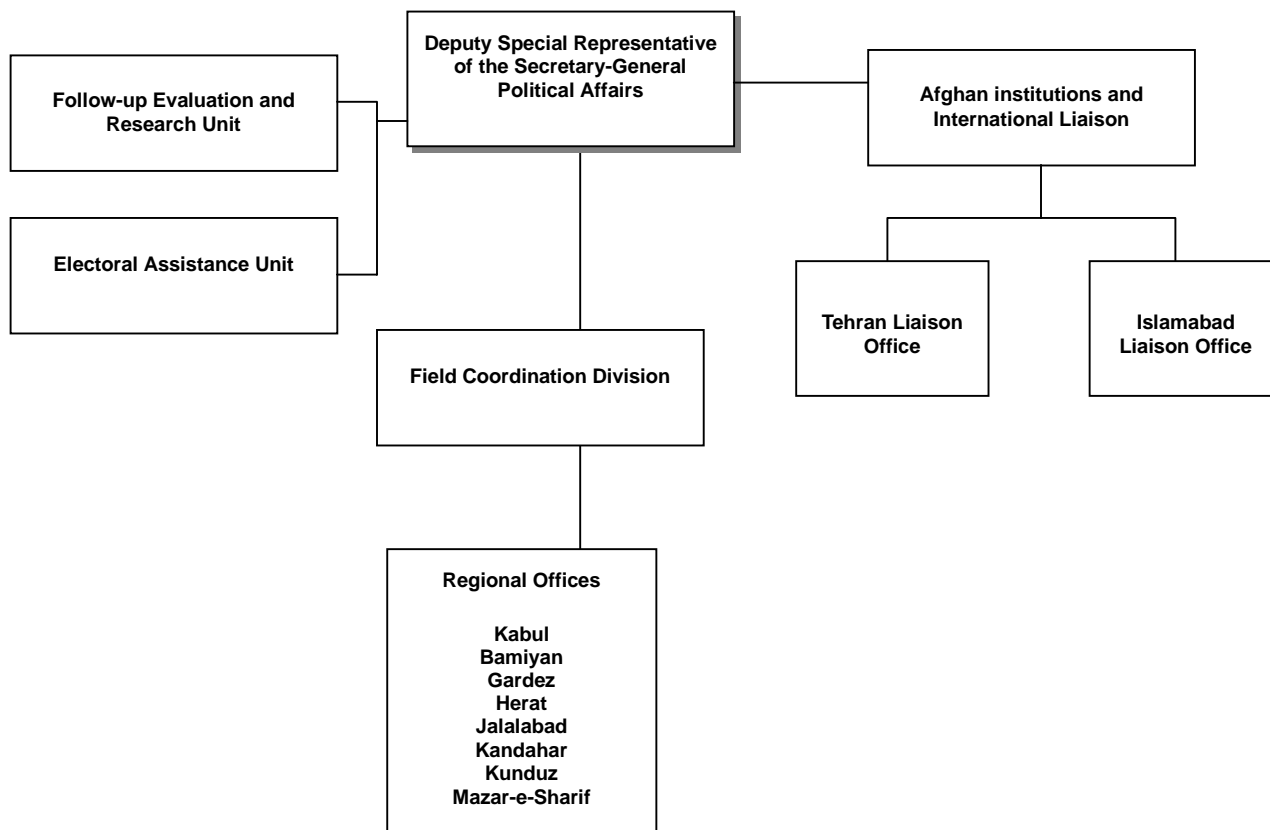 Deputy Special Representative
of the Secretary-General
Political Affairs
Follow-up Evaluation and
Research Unit
Afghan institutions and
International Liaison
Electoral Assistance Unit
Tehran Liaison
Office
Islamabad
Liaison Office
Field Coordination Division
Regional Offices
Kabul
Bamiyan
Gardez
Herat
Jalalabad
Kandahar
Kunduz
Mazar-e-Sharif